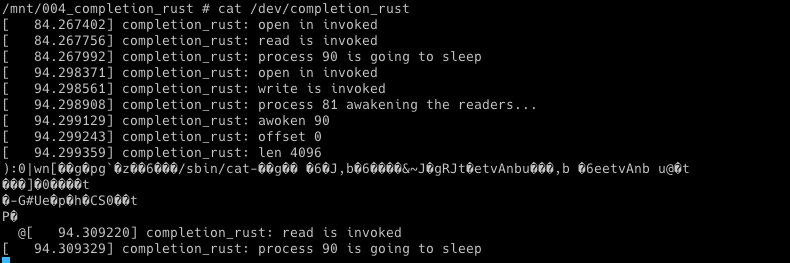 /mnt/004_completion_rust # cat /dev/completion_rust
[   84.267402] completion_rust: open in invoked
[   84.267756] completion_rust: read is invoked
[   84.267992] completion_rust: process 90 is going to sleep
[   94.298371] completion_rust: open in invoked
[   94.298561] completion_rust: write is invoked
[   94.298908] completion_rust: process 81 awakening the readers...
[   94.299129] completion_rust: awoken 90
[   94.299243] completion_rust: offset 0
[   94.299359] completion_rust: len 4096
):0|wn[��g�pg`�z��6���/sbin/cat-��g�� �6�J,b�6����&~J�gRJt�etvAnbu���,b �6eetvAnb u@�t
���]�0����t
�-G#Ue�p�h�CS0��t
P�
  @[   94.309220] completion_rust: read is invoked
[   94.309329] completion_rust: process 90 is going to sleep